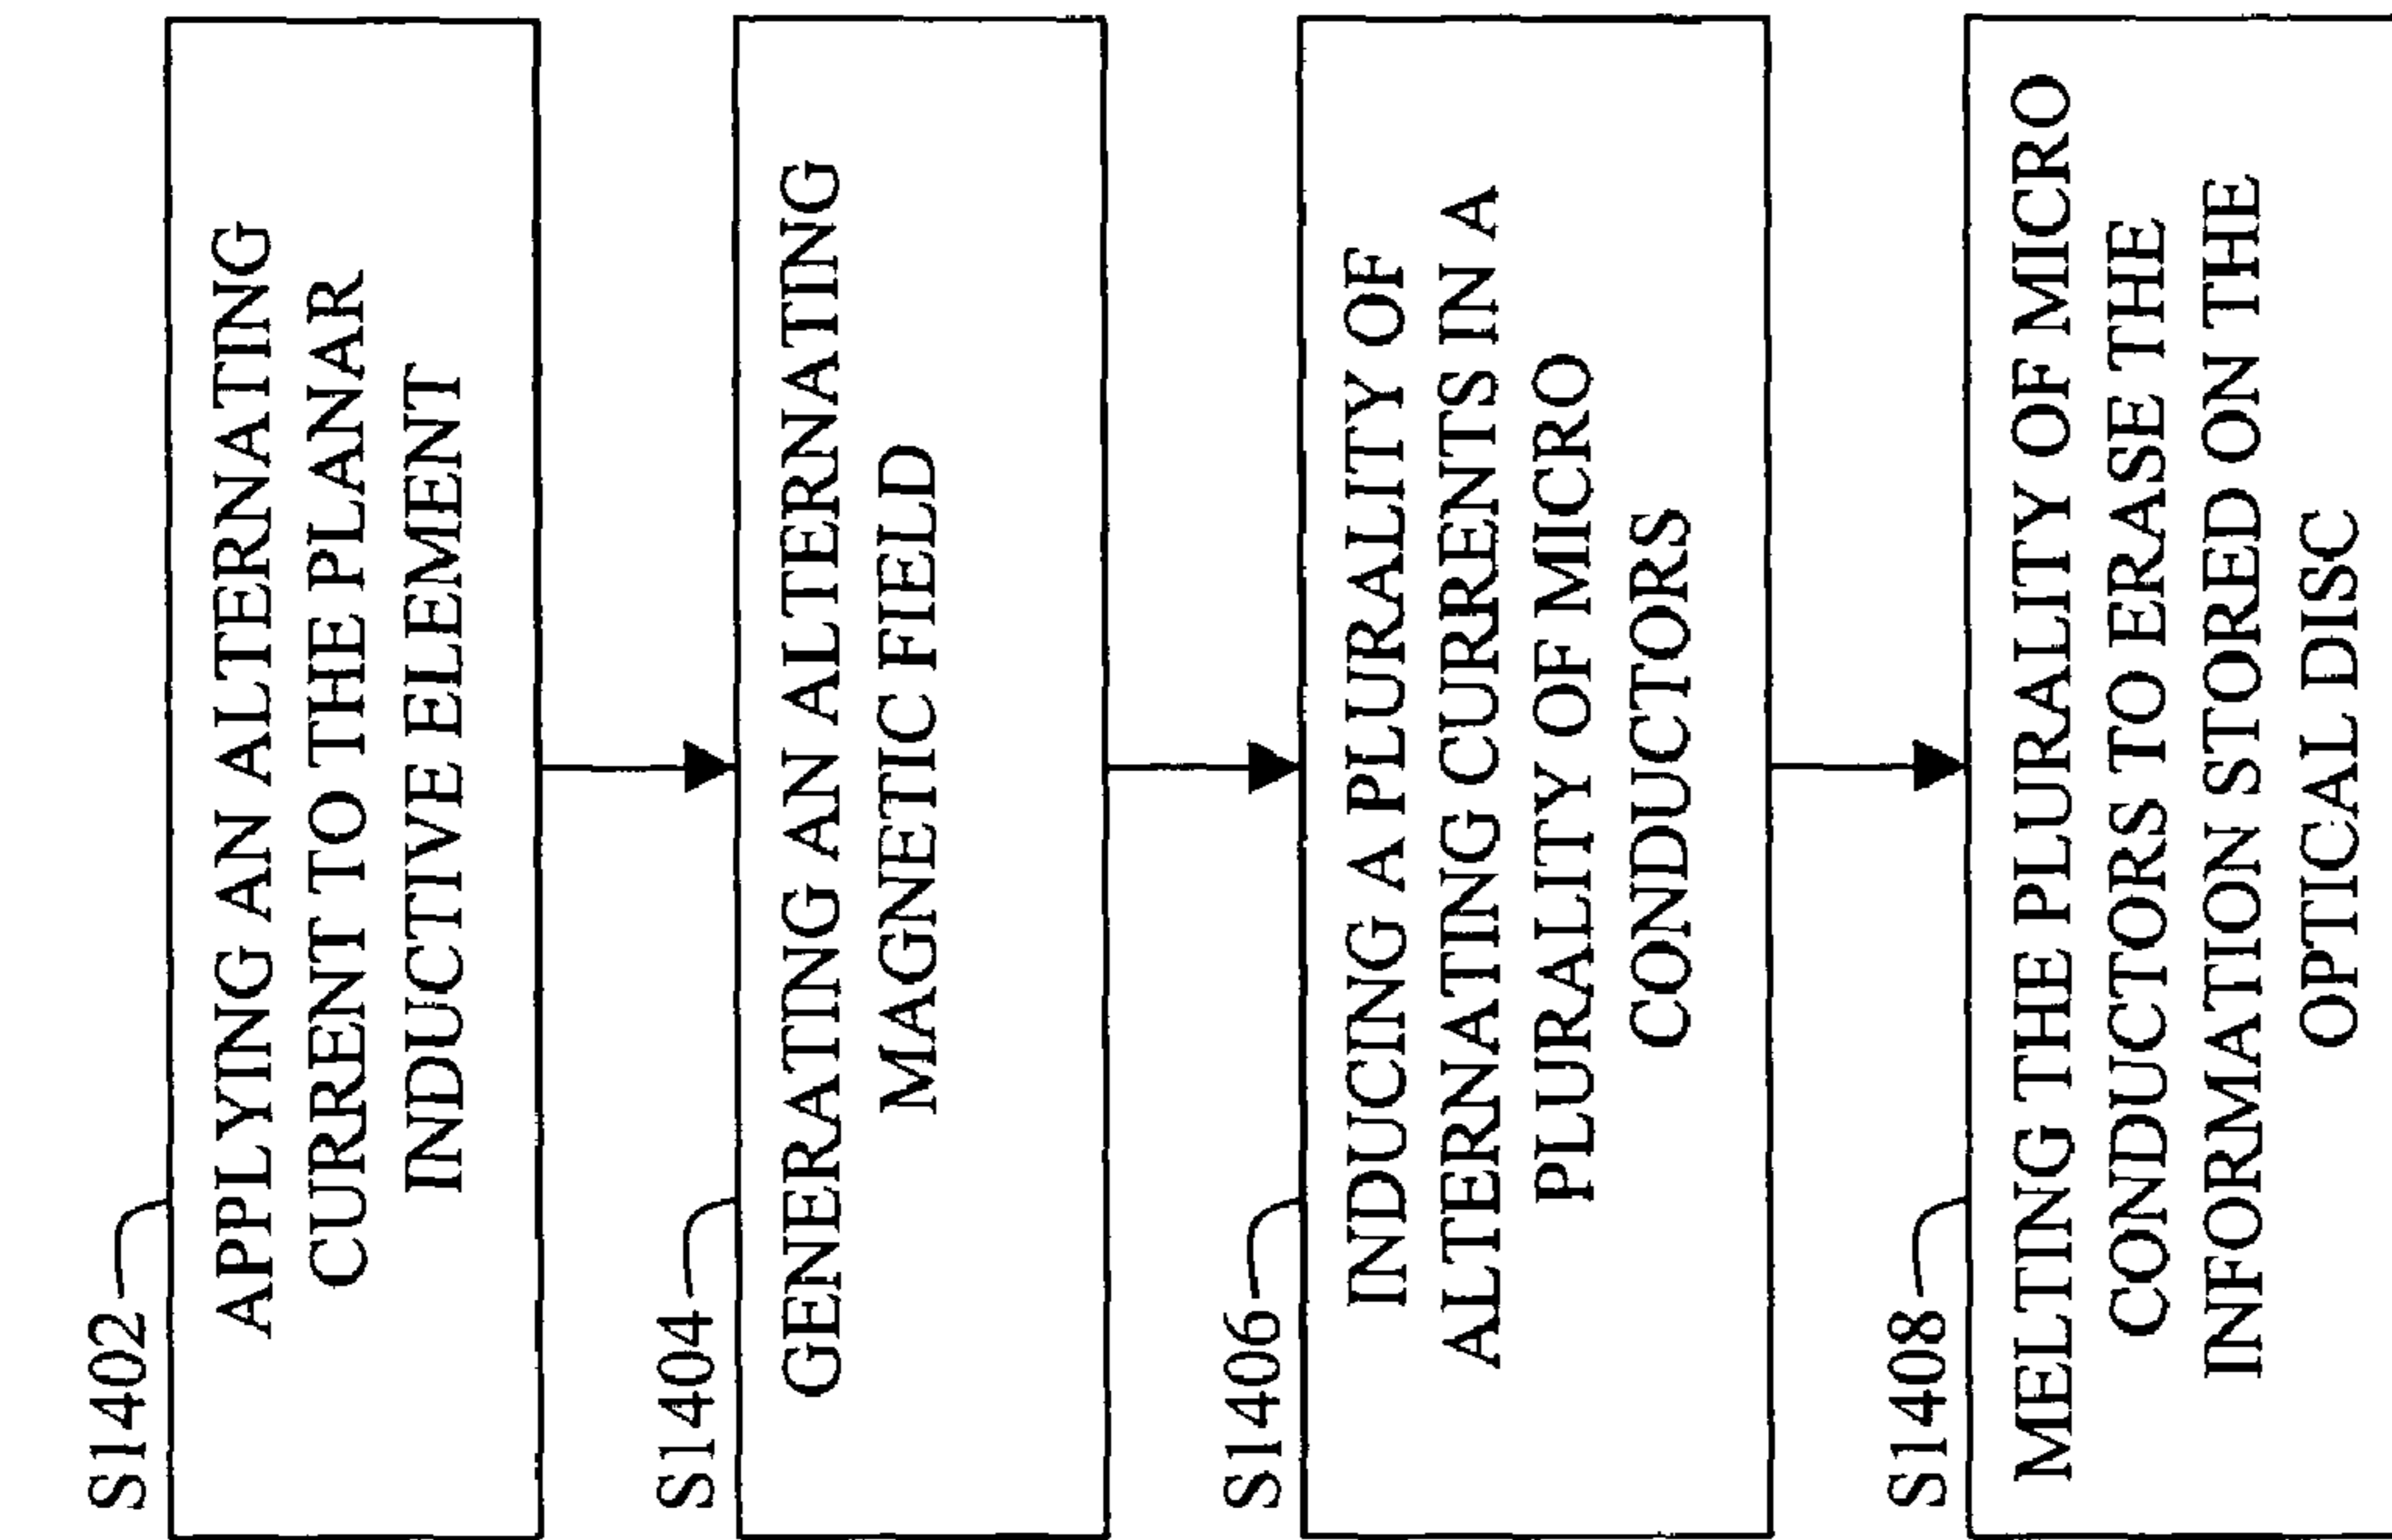 S1402
APPLYING AN ALTERNATING
CURRENT TO THE PLANAR
INDUCTIVE ELEMENT
S1404
GENERATING AN ALTERNATING
MAGNETIC FIELD
S1406
INDUCING A PLURALITY OF
ALTERNATING CURRENTS IN A
PLURALITY OF MICRO
CONDUCTORS
S1408
MELTING THE PLURALITY OF MICRO
CONDUCTORS TO ERASE THE
INFORMATION STORED ON THE
OPTICAL DISC